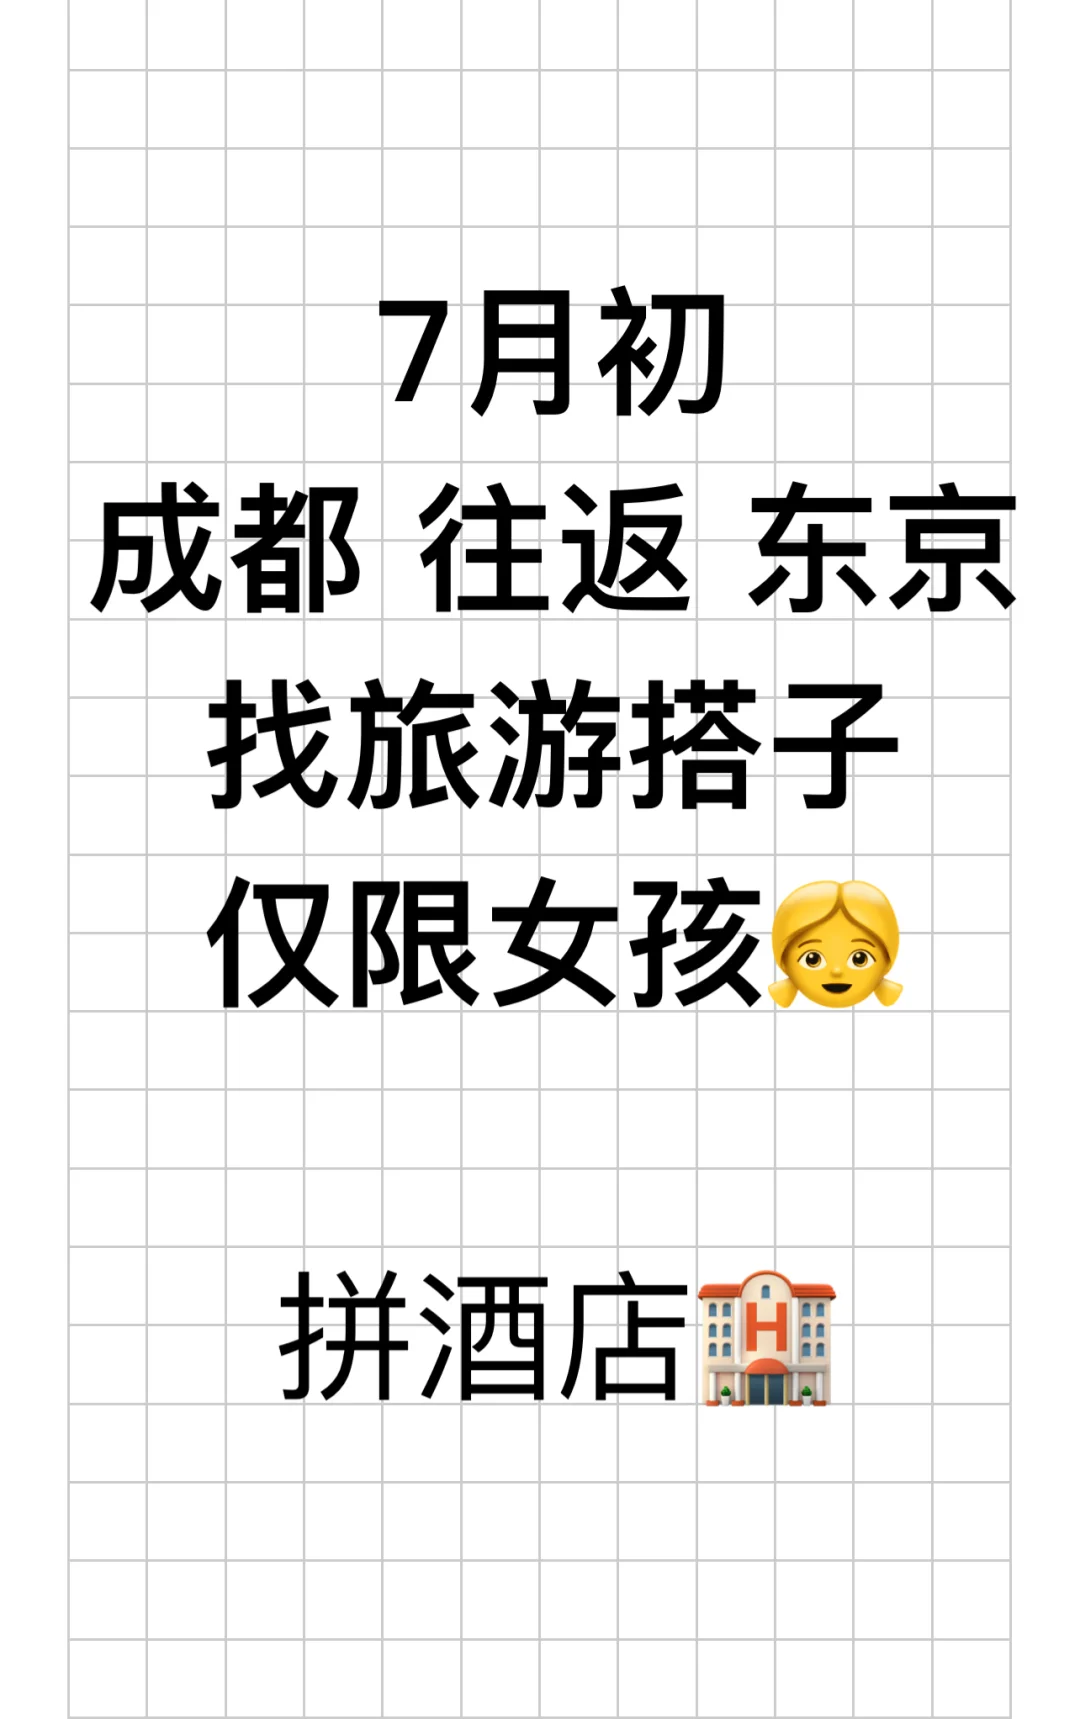 7月初
成都 往返 东京
找旅游搭子
仅限女孩👧
拼酒店🏨